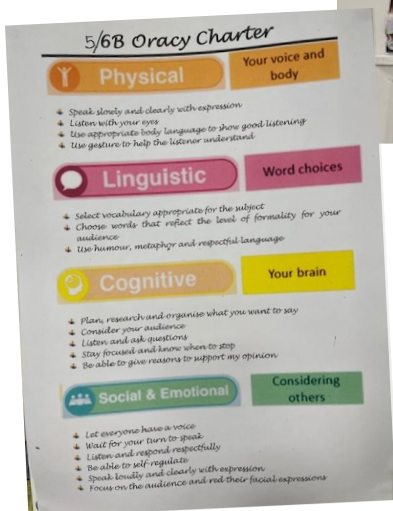 5/6B Oracy Charter
Physical
Your voice and
body
Speak slowly and clearly with expression
Listen with your eyes
Use appropriate body language to show good listening
Use gesture to help the listener understand
Linguistic
Word choices
Select vocabulary appropriate for the subject
Choose words that reflect the level of formality for your
audience
Use humour, metaphor and respectful language
Cognitive
Your brain
Plan, research and organise what you want to say
Consider your audience
Listen and ask questions
Stay focused and know when to stop
Be able to give reasons to support my opinion
Social & Emotional
Considering
others
Let everyone have a voice
Wait for your turn to speak
Listen and respond respectfully
Be able to self-regulate
Speak loudly and clearly with expression
Focus on the audience and red their facial expressions